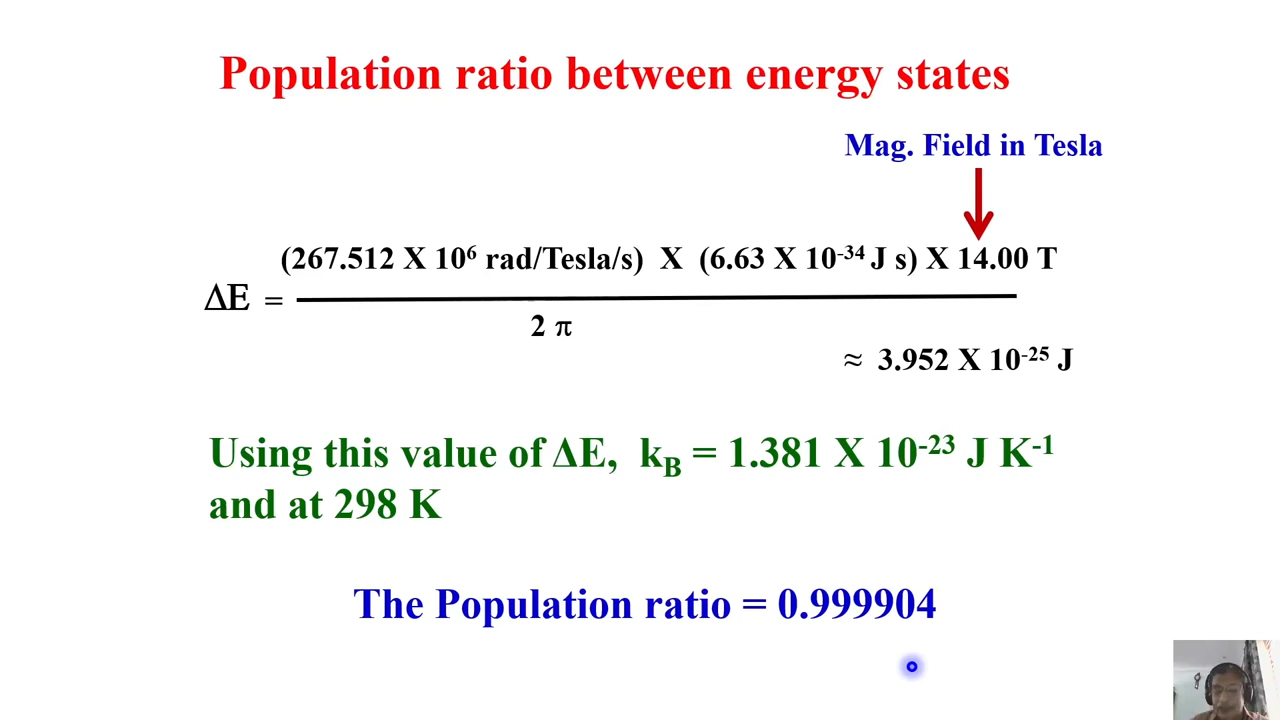 Population ratio between energy states
Mag. Field in Tesla
(267.512 X 10⁶ rad/Tesla/s) X (6.63 X 10⁻³⁴ J s) X 14.00 T
ΔE =
2 π
≈ 3.952 X 10⁻²⁵ J
Using this value of ΔE, k_B = 1.381 X 10⁻²³ J K⁻¹
and at 298 K
The Population ratio = 0.999904